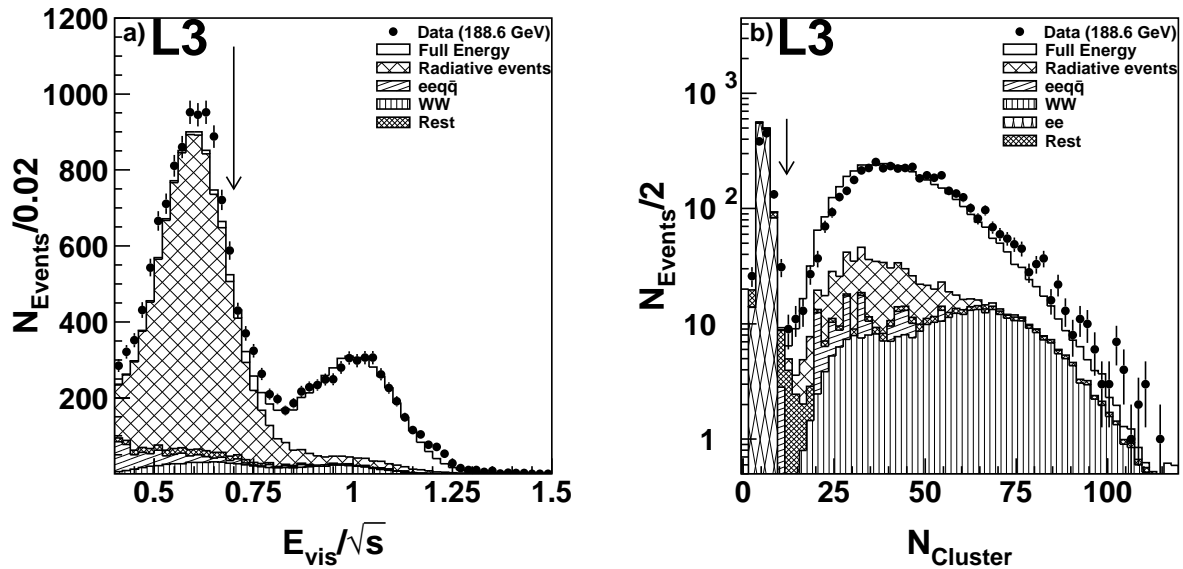 a) L3
Data (188.6 GeV)
Full Energy
Radiative events
eeqq̄
WW
Rest
N_Events/0.02
1200
1000
800
600
400
200
0.5 0.75 1 1.25 1.5
E_vis/√s
b) L3
Data (188.6 GeV)
Full Energy
Radiative events
eeqq̄
WW
ee
Rest
N_Events/2
10 ³
10 ²
10
1
0 25 50 75 100
N_Cluster